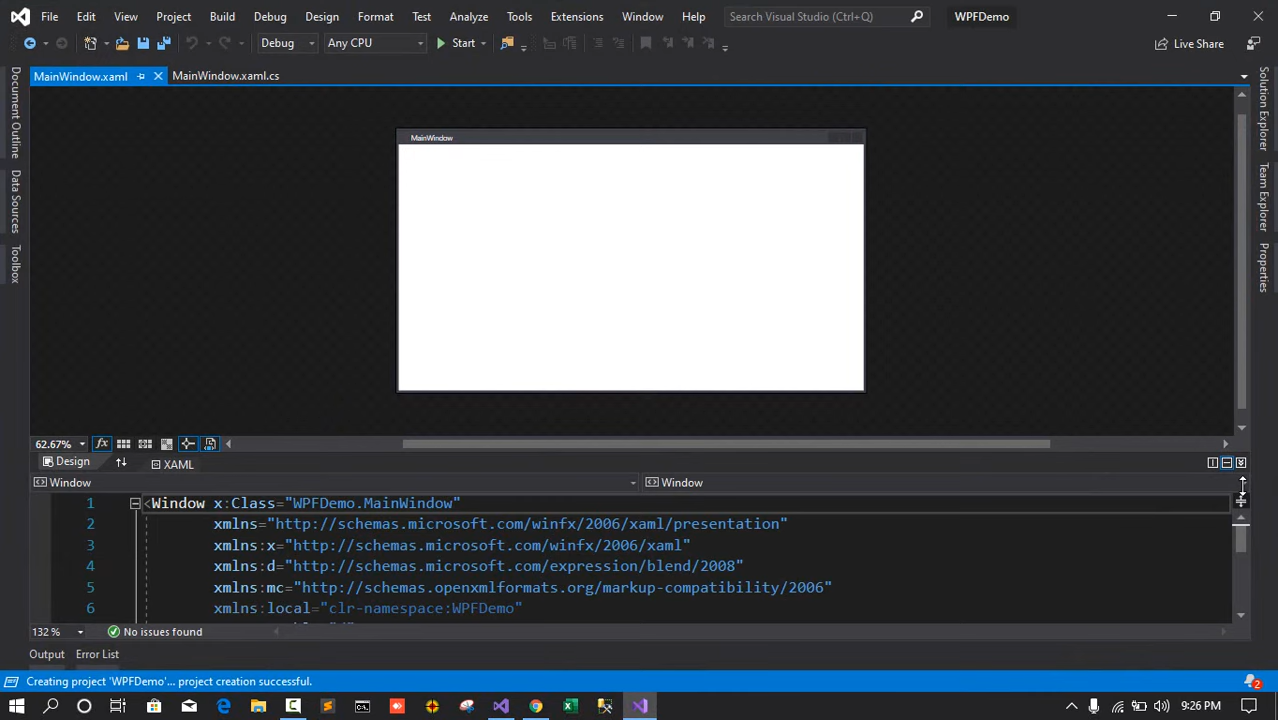 File Edit View Project Build Debug Design Format Test Analyze Tools Extensions Window Help Search Visual Studio (Ctrl+Q) WPFDemo
Debug Any CPU Start Live Share
MainWindow.xaml MainWindow.xaml.cs
Document Outline
Data Sources
Toolbox
Solution Explorer
Team Explorer
Properties
MainWindow
62.67% fx
Design XAML
Window Window
1 <Window x:Class="WPFDemo.MainWindow"
2 xmlns="http://schemas.microsoft.com/winfx/2006/xaml/presentation"
3 xmlns:x="http://schemas.microsoft.com/winfx/2006/xaml"
4 xmlns:d="http://schemas.microsoft.com/expression/blend/2008"
5 xmlns:mc="http://schemas.openxmlformats.org/markup-compatibility/2006"
6 xmlns:local="clr-namespace:WPFDemo"
132 % No issues found
Output Error List
Creating project 'WPFDemo'... project creation successful. 2
9:26 PM